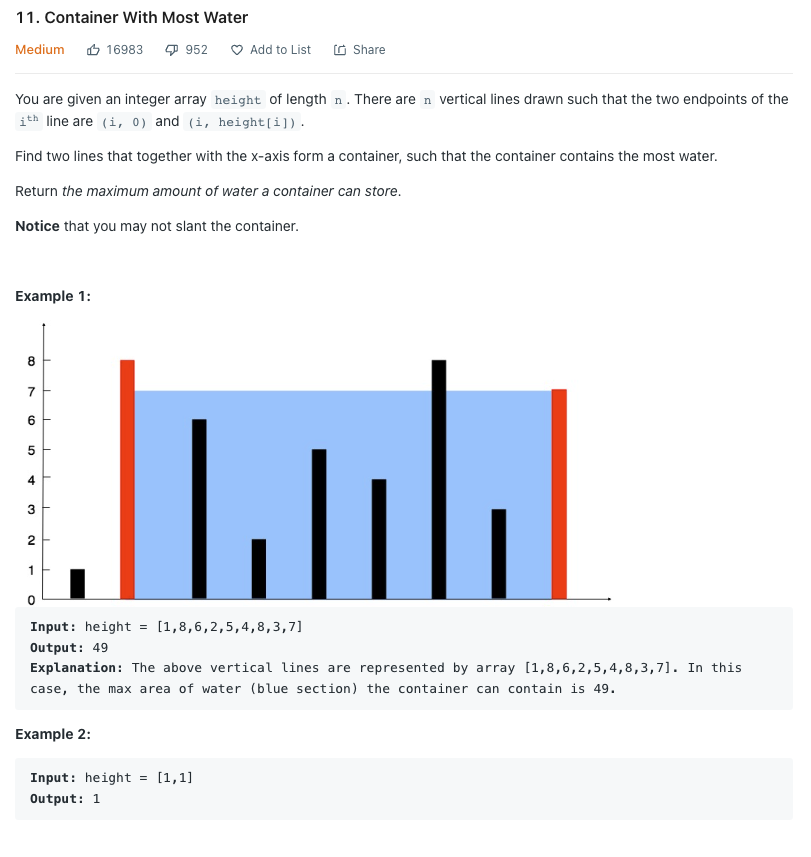 11. Container With Most Water
Medium 16983 952 Add to List Share
You are given an integer array height of length n. There are n vertical lines drawn such that the two endpoints of the
ith line are (i, 0) and (i, height[i]).
Find two lines that together with the x-axis form a container, such that the container contains the most water.
Return the maximum amount of water a container can store.
Notice that you may not slant the container.
Example 1:
8
7
6
5
4
3
2
1
0
Input: height = [1,8,6,2,5,4,8,3,7]
Output: 49
Explanation: The above vertical lines are represented by array [1,8,6,2,5,4,8,3,7]. In this
case, the max area of water (blue section) the container can contain is 49.
Example 2:
Input: height = [1,1]
Output: 1